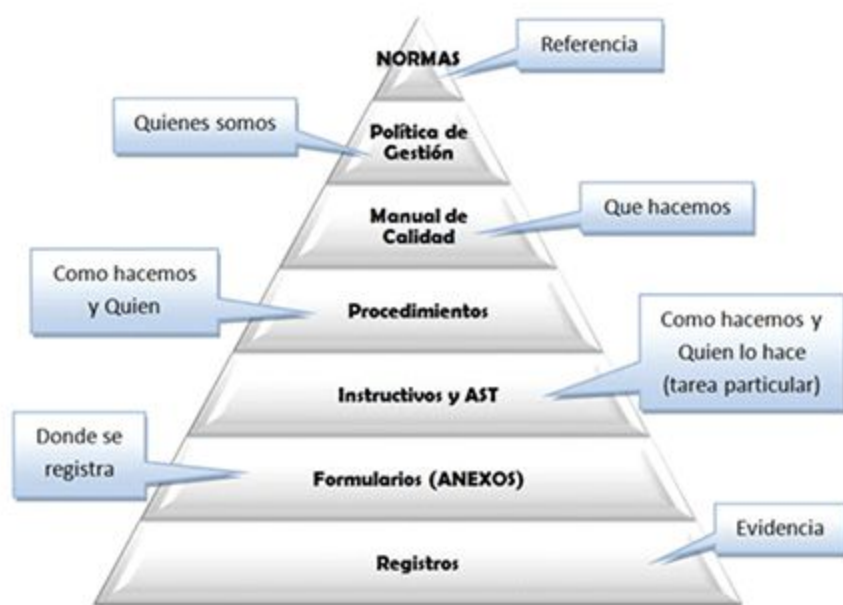 NORMAS
Referencia
Quienes somos
Política de
Gestión
Manual de
Calidad
Que hacemos
Como hacemos
y Quien
Procedimientos
Como hacemos y
Quien lo hace
(tarea particular)
Instructivos y AST
Donde se
registra
Formularios (ANEXOS)
Evidencia
Registros